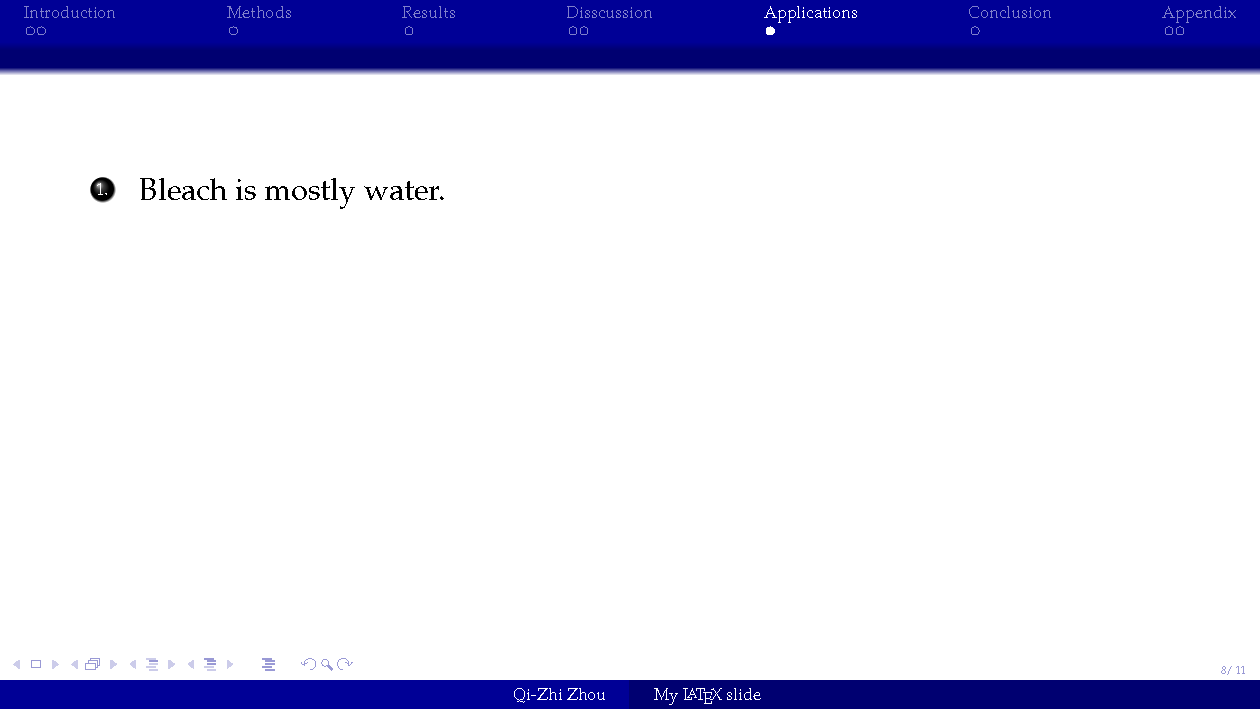 Introduction Methods Results Disscussion Applications Conclusion Appendix
1. Bleach is mostly water.
8/11
Qi-Zhi Zhou My LATEX slide